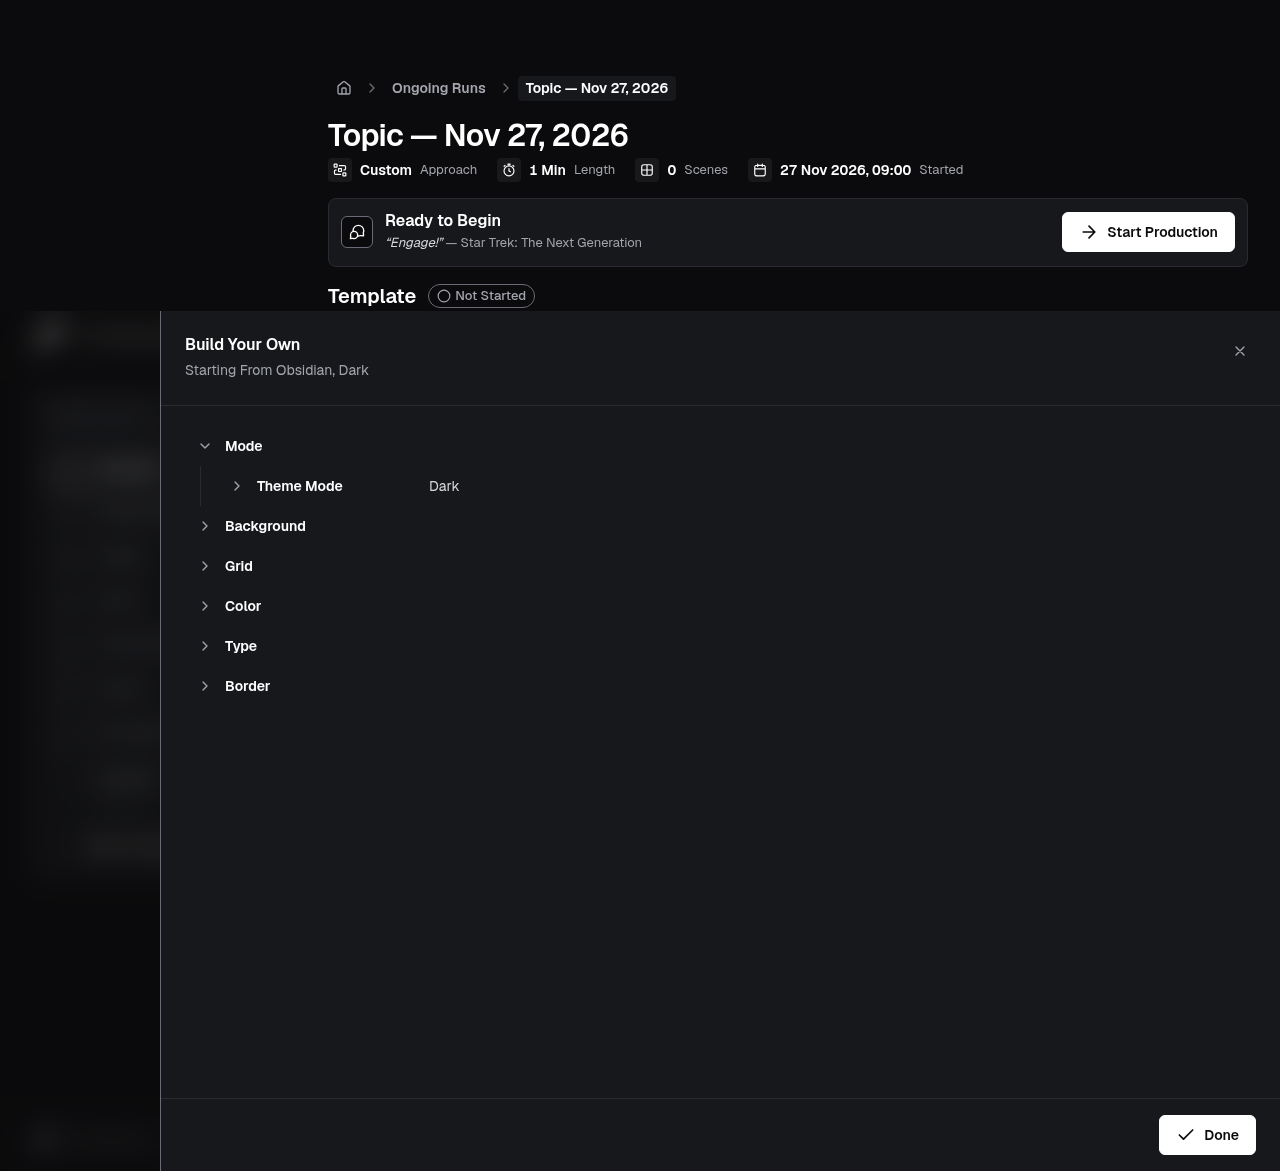 Ongoing Runs
Topic — Nov 27, 2026
Topic — Nov 27, 2026
Custom Approach
1 Min Length
0 Scenes
27 Nov 2026, 09:00 Started
Ready to Begin
“Engage!” — Star Trek: The Next Generation
Start Production
Template
Not Started
Build Your Own
Starting From Obsidian, Dark
Mode
Theme Mode
Dark
Background
Grid
Color
Type
Border
Done